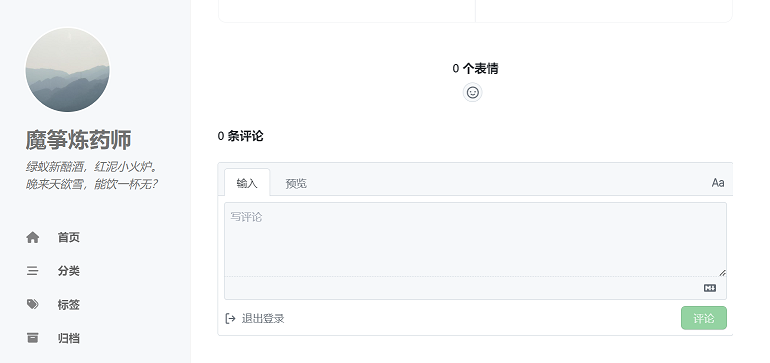 魔筝炼药师
绿蚁新醅酒，红泥小火炉。
晚来天欲雪，能饮一杯无？
首页
分类
标签
归档
0 个表情
0 条评论
输入
预览
Aa
写评论
退出登录
评论